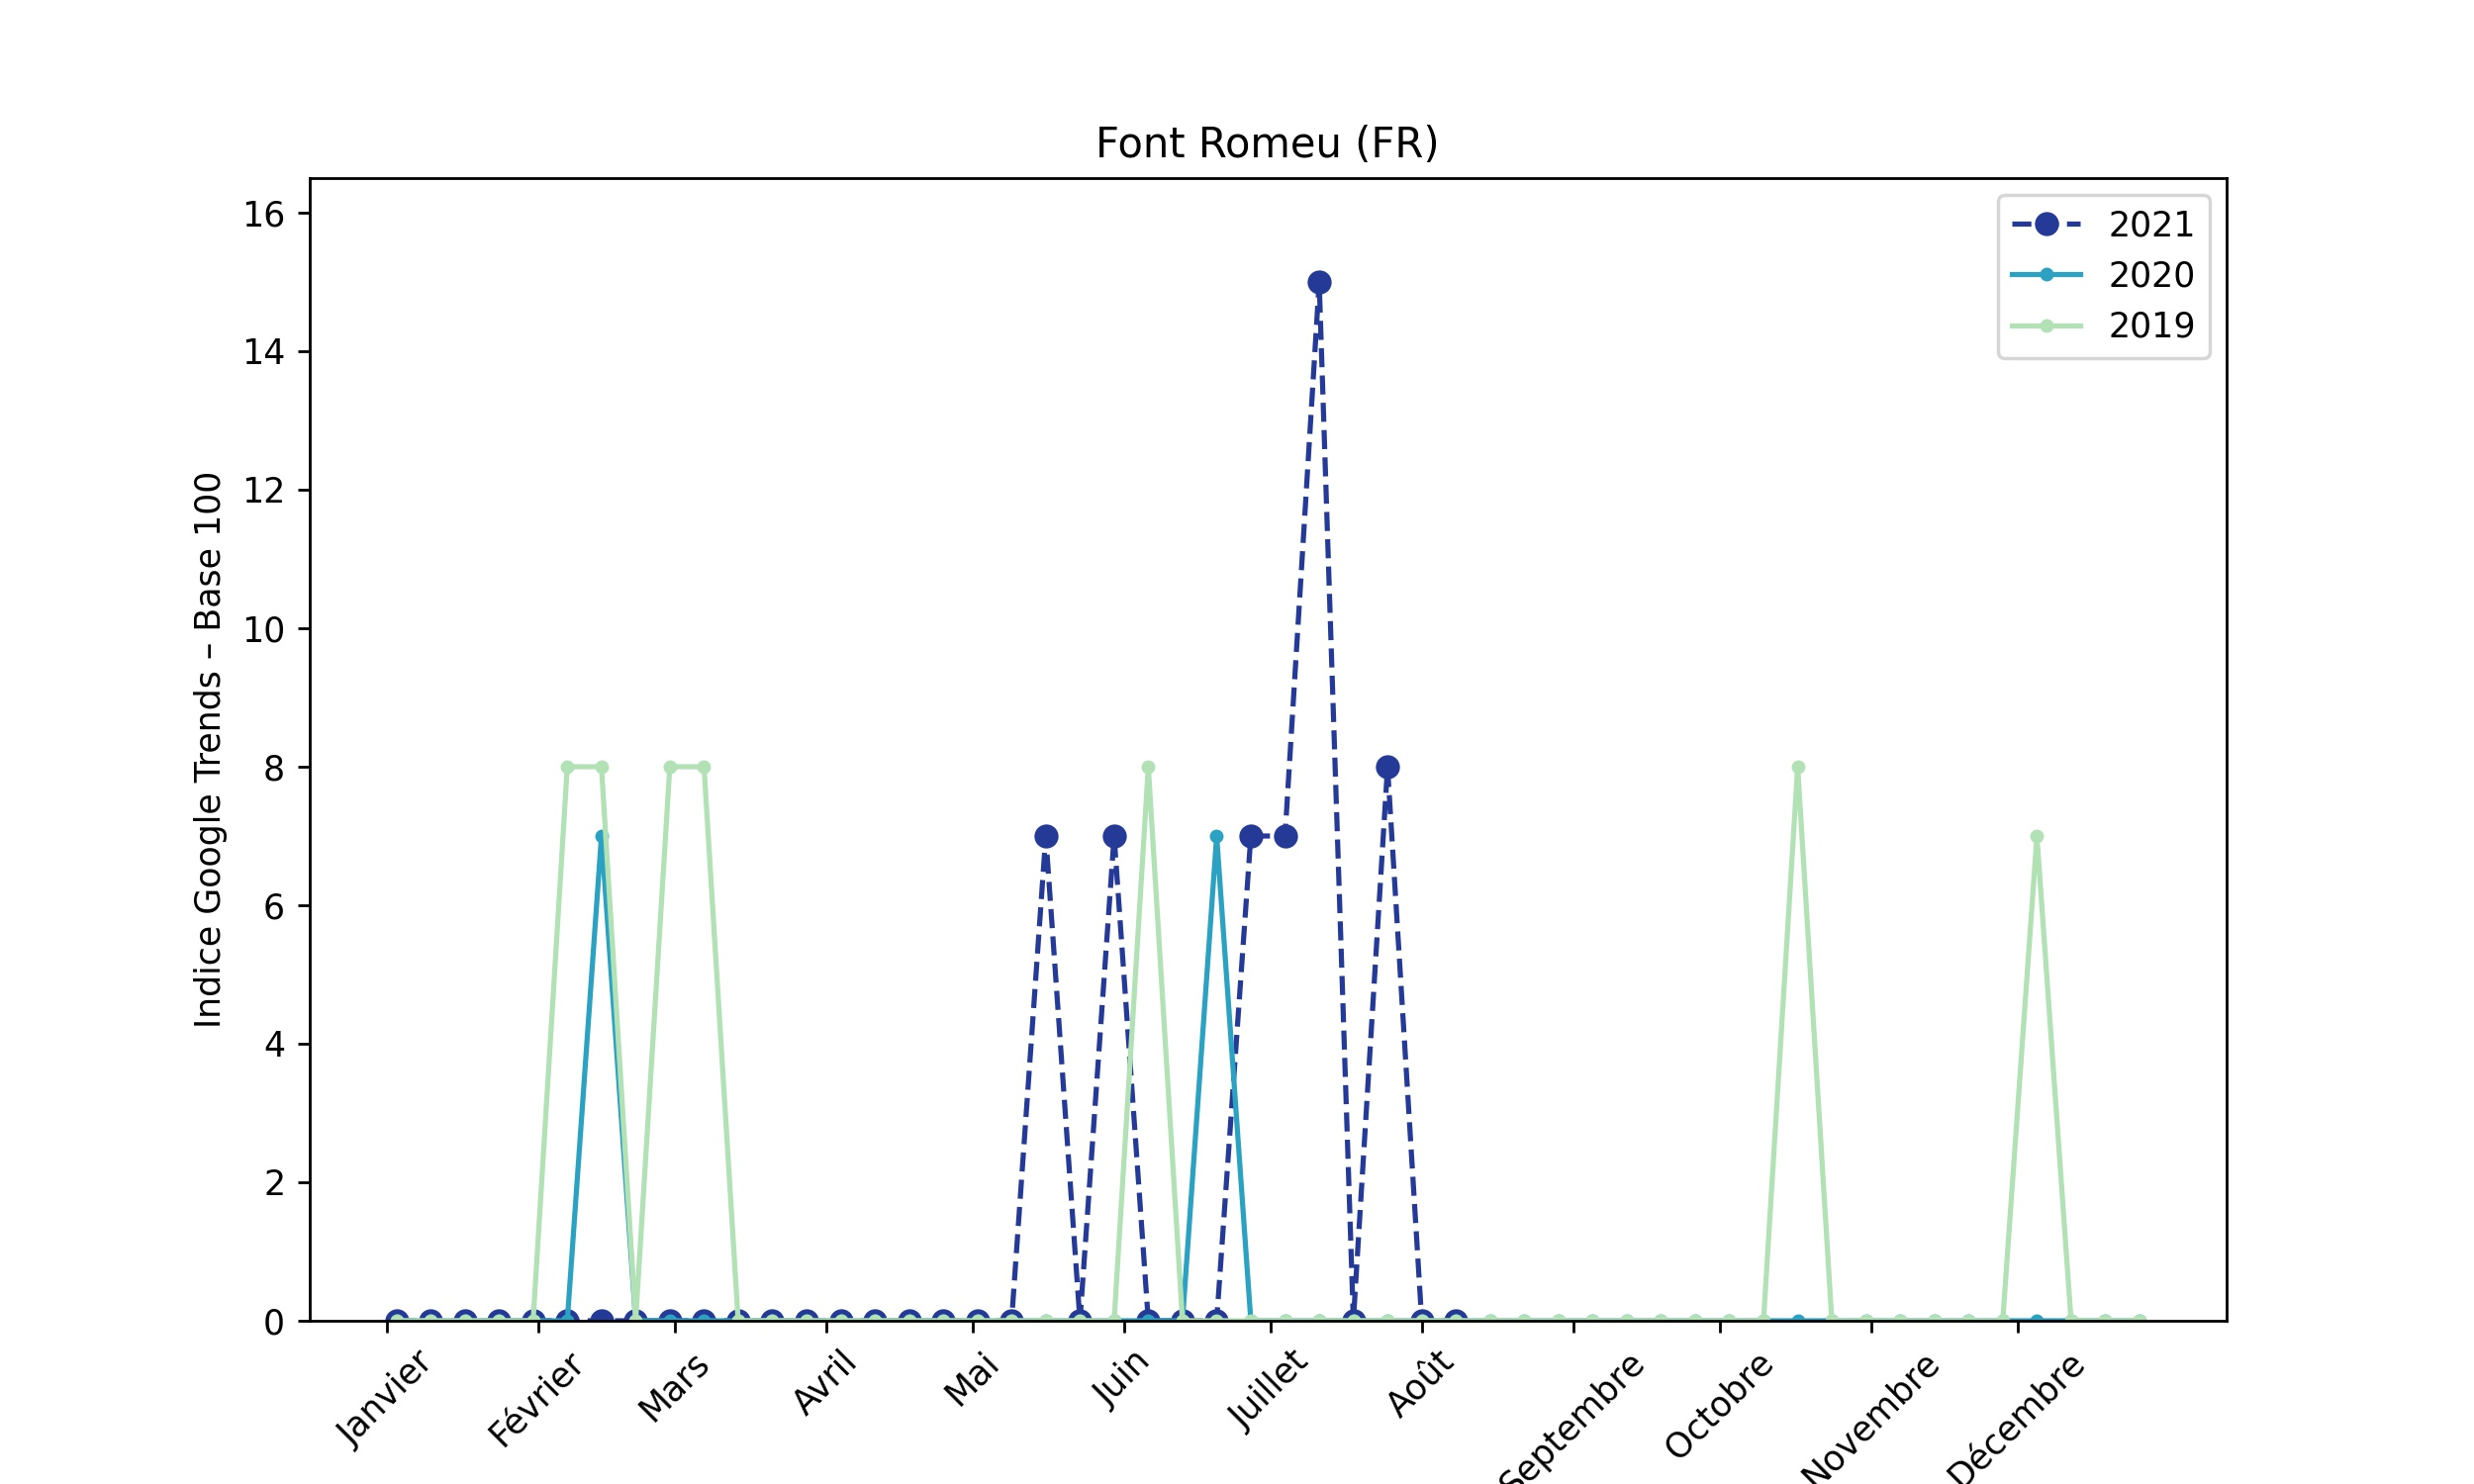 Font Romeu (FR)
Indice Google Trends – Base 100
16
14
12
10
8
6
4
2
0
2021
2020
2019
Janvier
Février
Mars
Avril
Mai
Juin
Juillet
Août
Septembre
Octobre
Novembre
Décembre